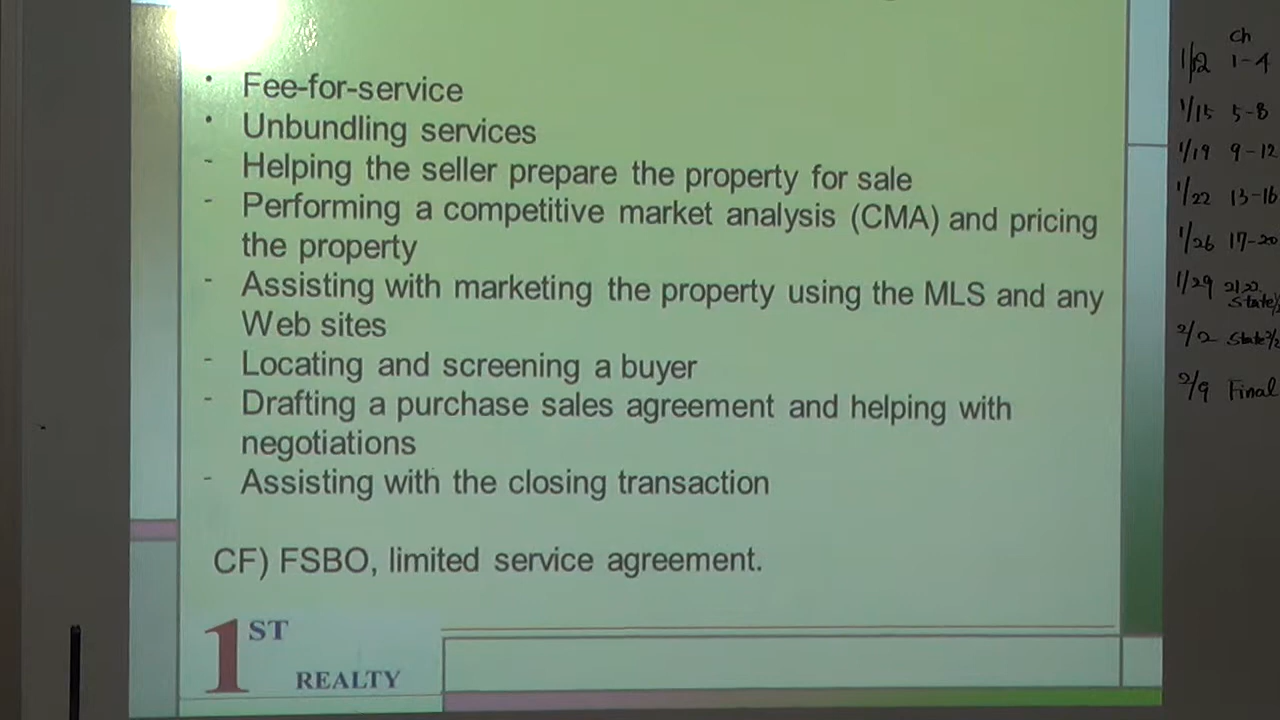 • Fee-for-service
• Unbundling services
- Helping the seller prepare the property for sale
- Performing a competitive market analysis (CMA) and pricing
the property
- Assisting with marketing the property using the MLS and any
Web sites
- Locating and screening a buyer
- Drafting a purchase sales agreement and helping with
negotiations
- Assisting with the closing transaction
CF) FSBO, limited service agreement.
1ST
REALTY
ch
1/12 1-4
1/15 5-8
1/19 9-12
1/22 13-16
1/26 17-20
1/29
State
2/2 State
2/9 Final